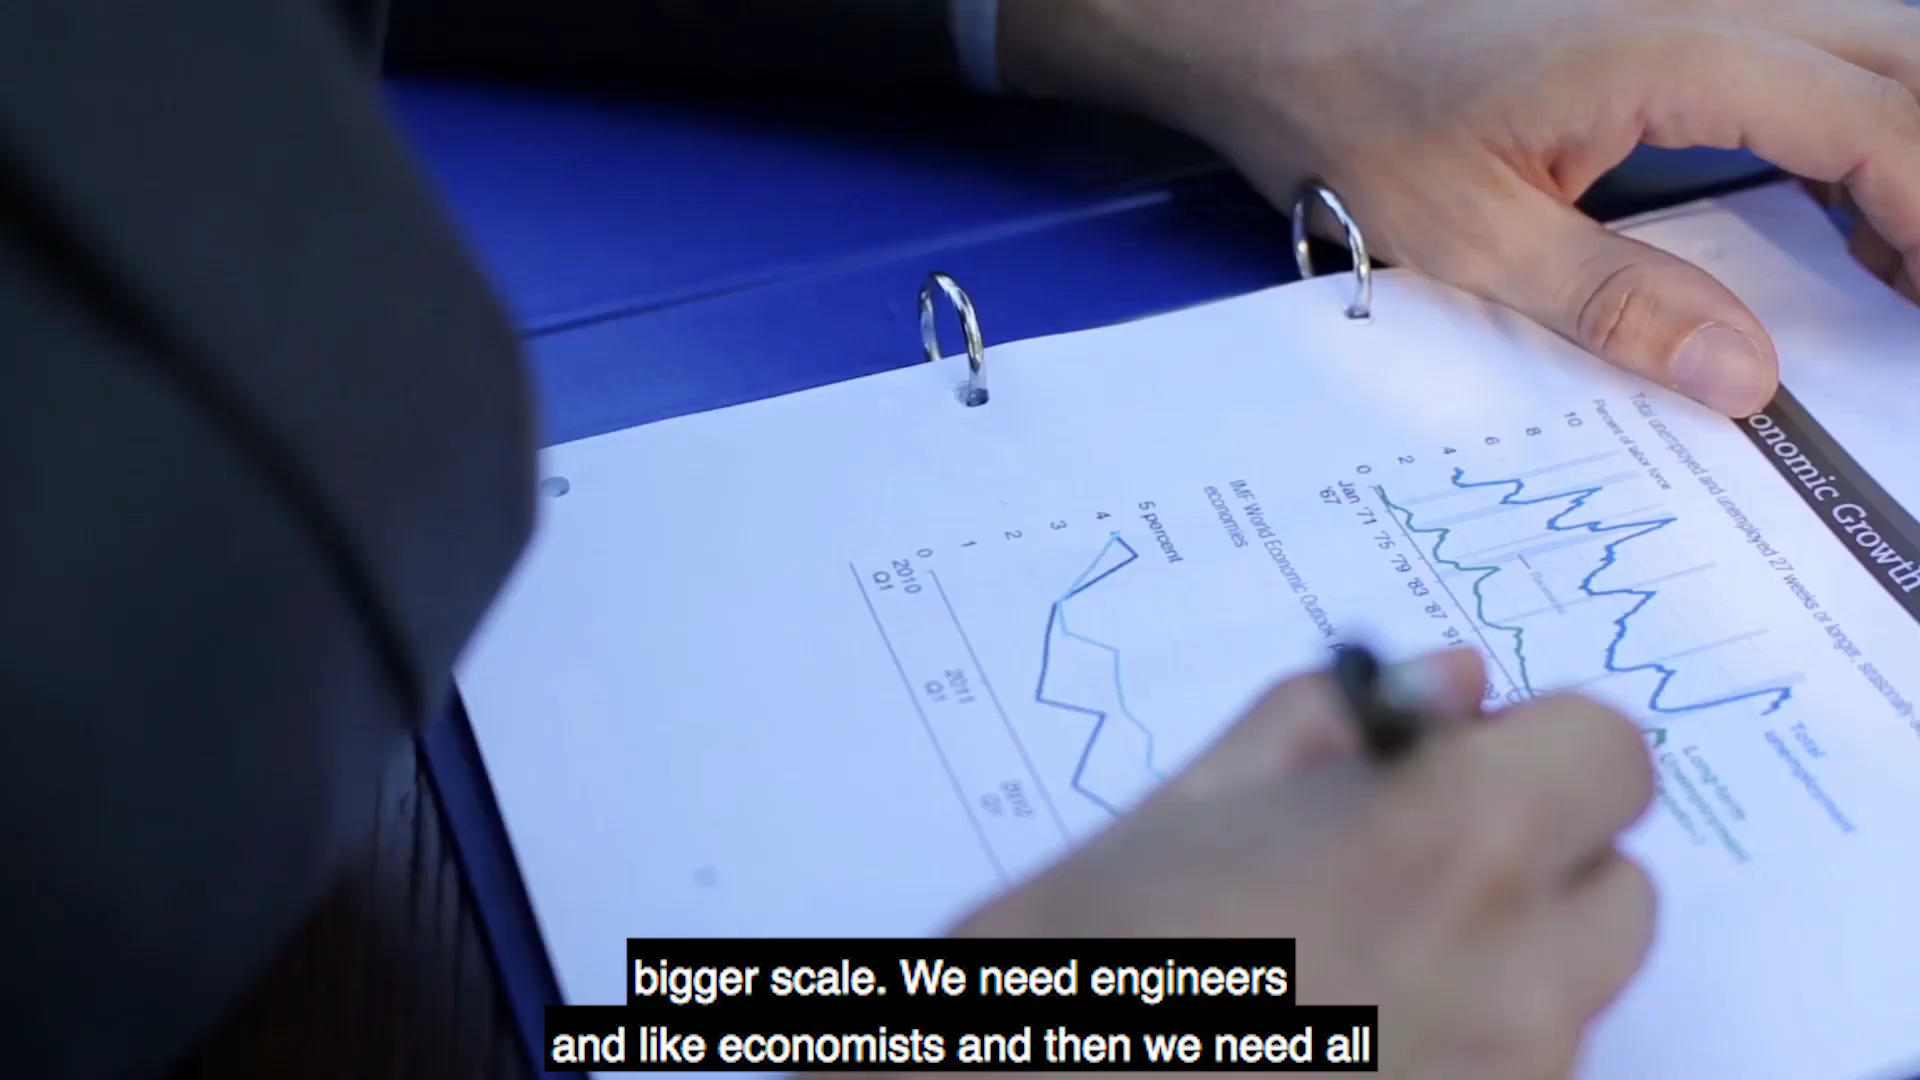 onomic Growth
Total unemployed and unemployed 27 weeks or longer, seasonally-a
Percent of labor force
10
8
6
4
2
0
Jan '71 '75 '79 '83 '87 '91
'67
Total
unemployment
Long-term
Unemployment
IMF World Economic Outlook
economies
5 percent
4
3
2
1
0
2010
Q1
2011
Q1
2012
Q1
bigger scale. We need engineers
and like economists and then we need all